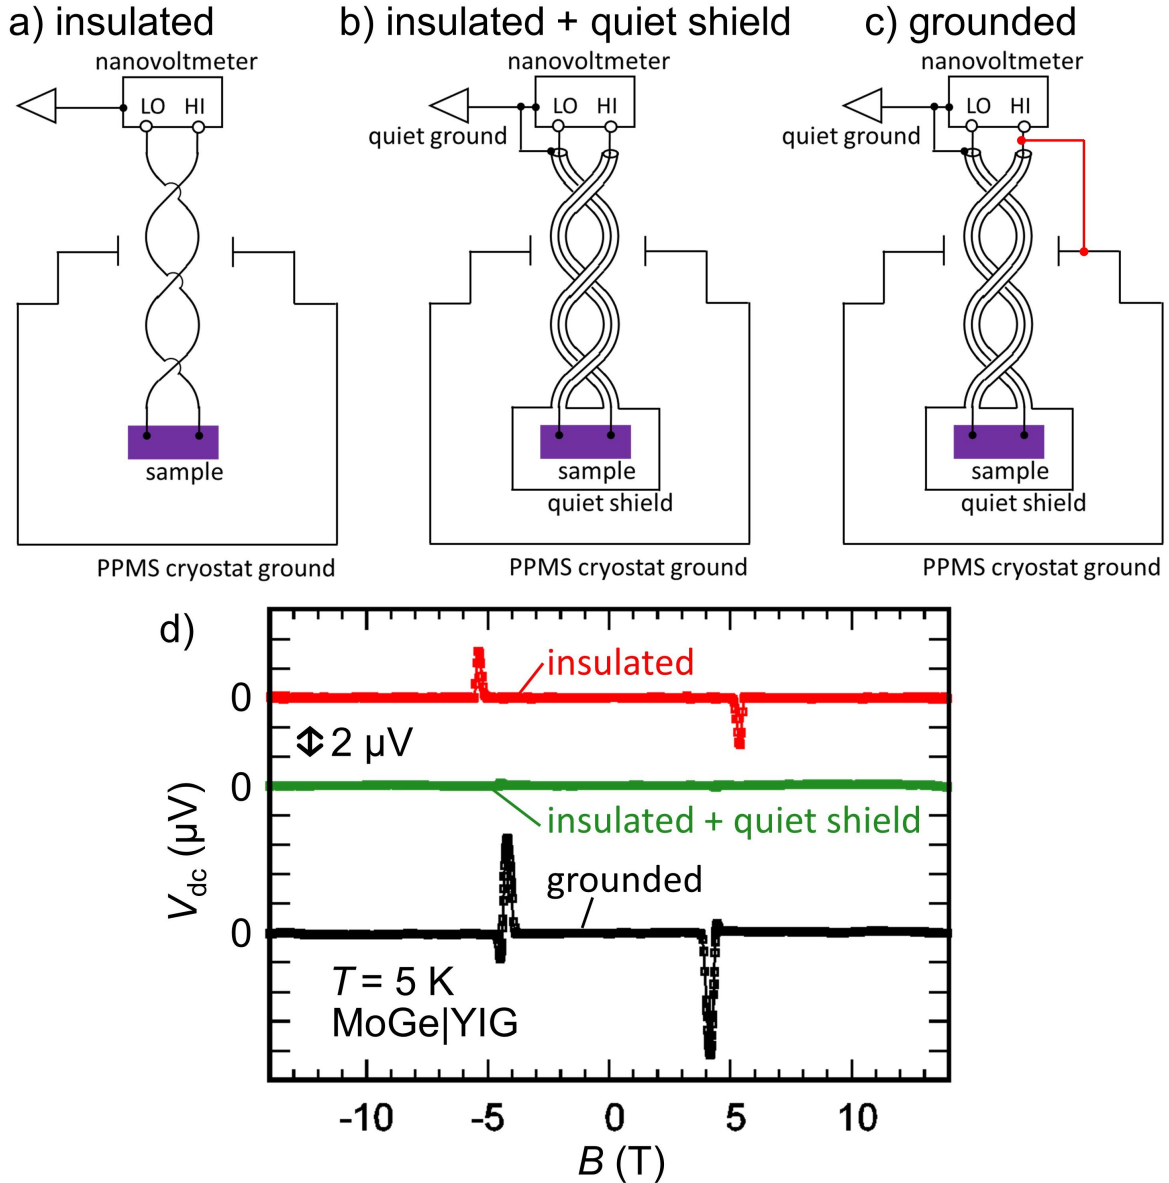 a) insulated
b) insulated + quiet shield
c) grounded
nanovoltmeter
LO HI
sample
PPMS cryostat ground
nanovoltmeter
LO HI
quiet ground
sample
quiet shield
PPMS cryostat ground
nanovoltmeter
LO HI
quiet ground
sample
quiet shield
PPMS cryostat ground
d)
insulated
0
2 µV
0
insulated + quiet shield
grounded
0
T = 5 K
MoGe|YIG
Vdc (µV)
-10 -5 0 5 10
B (T)